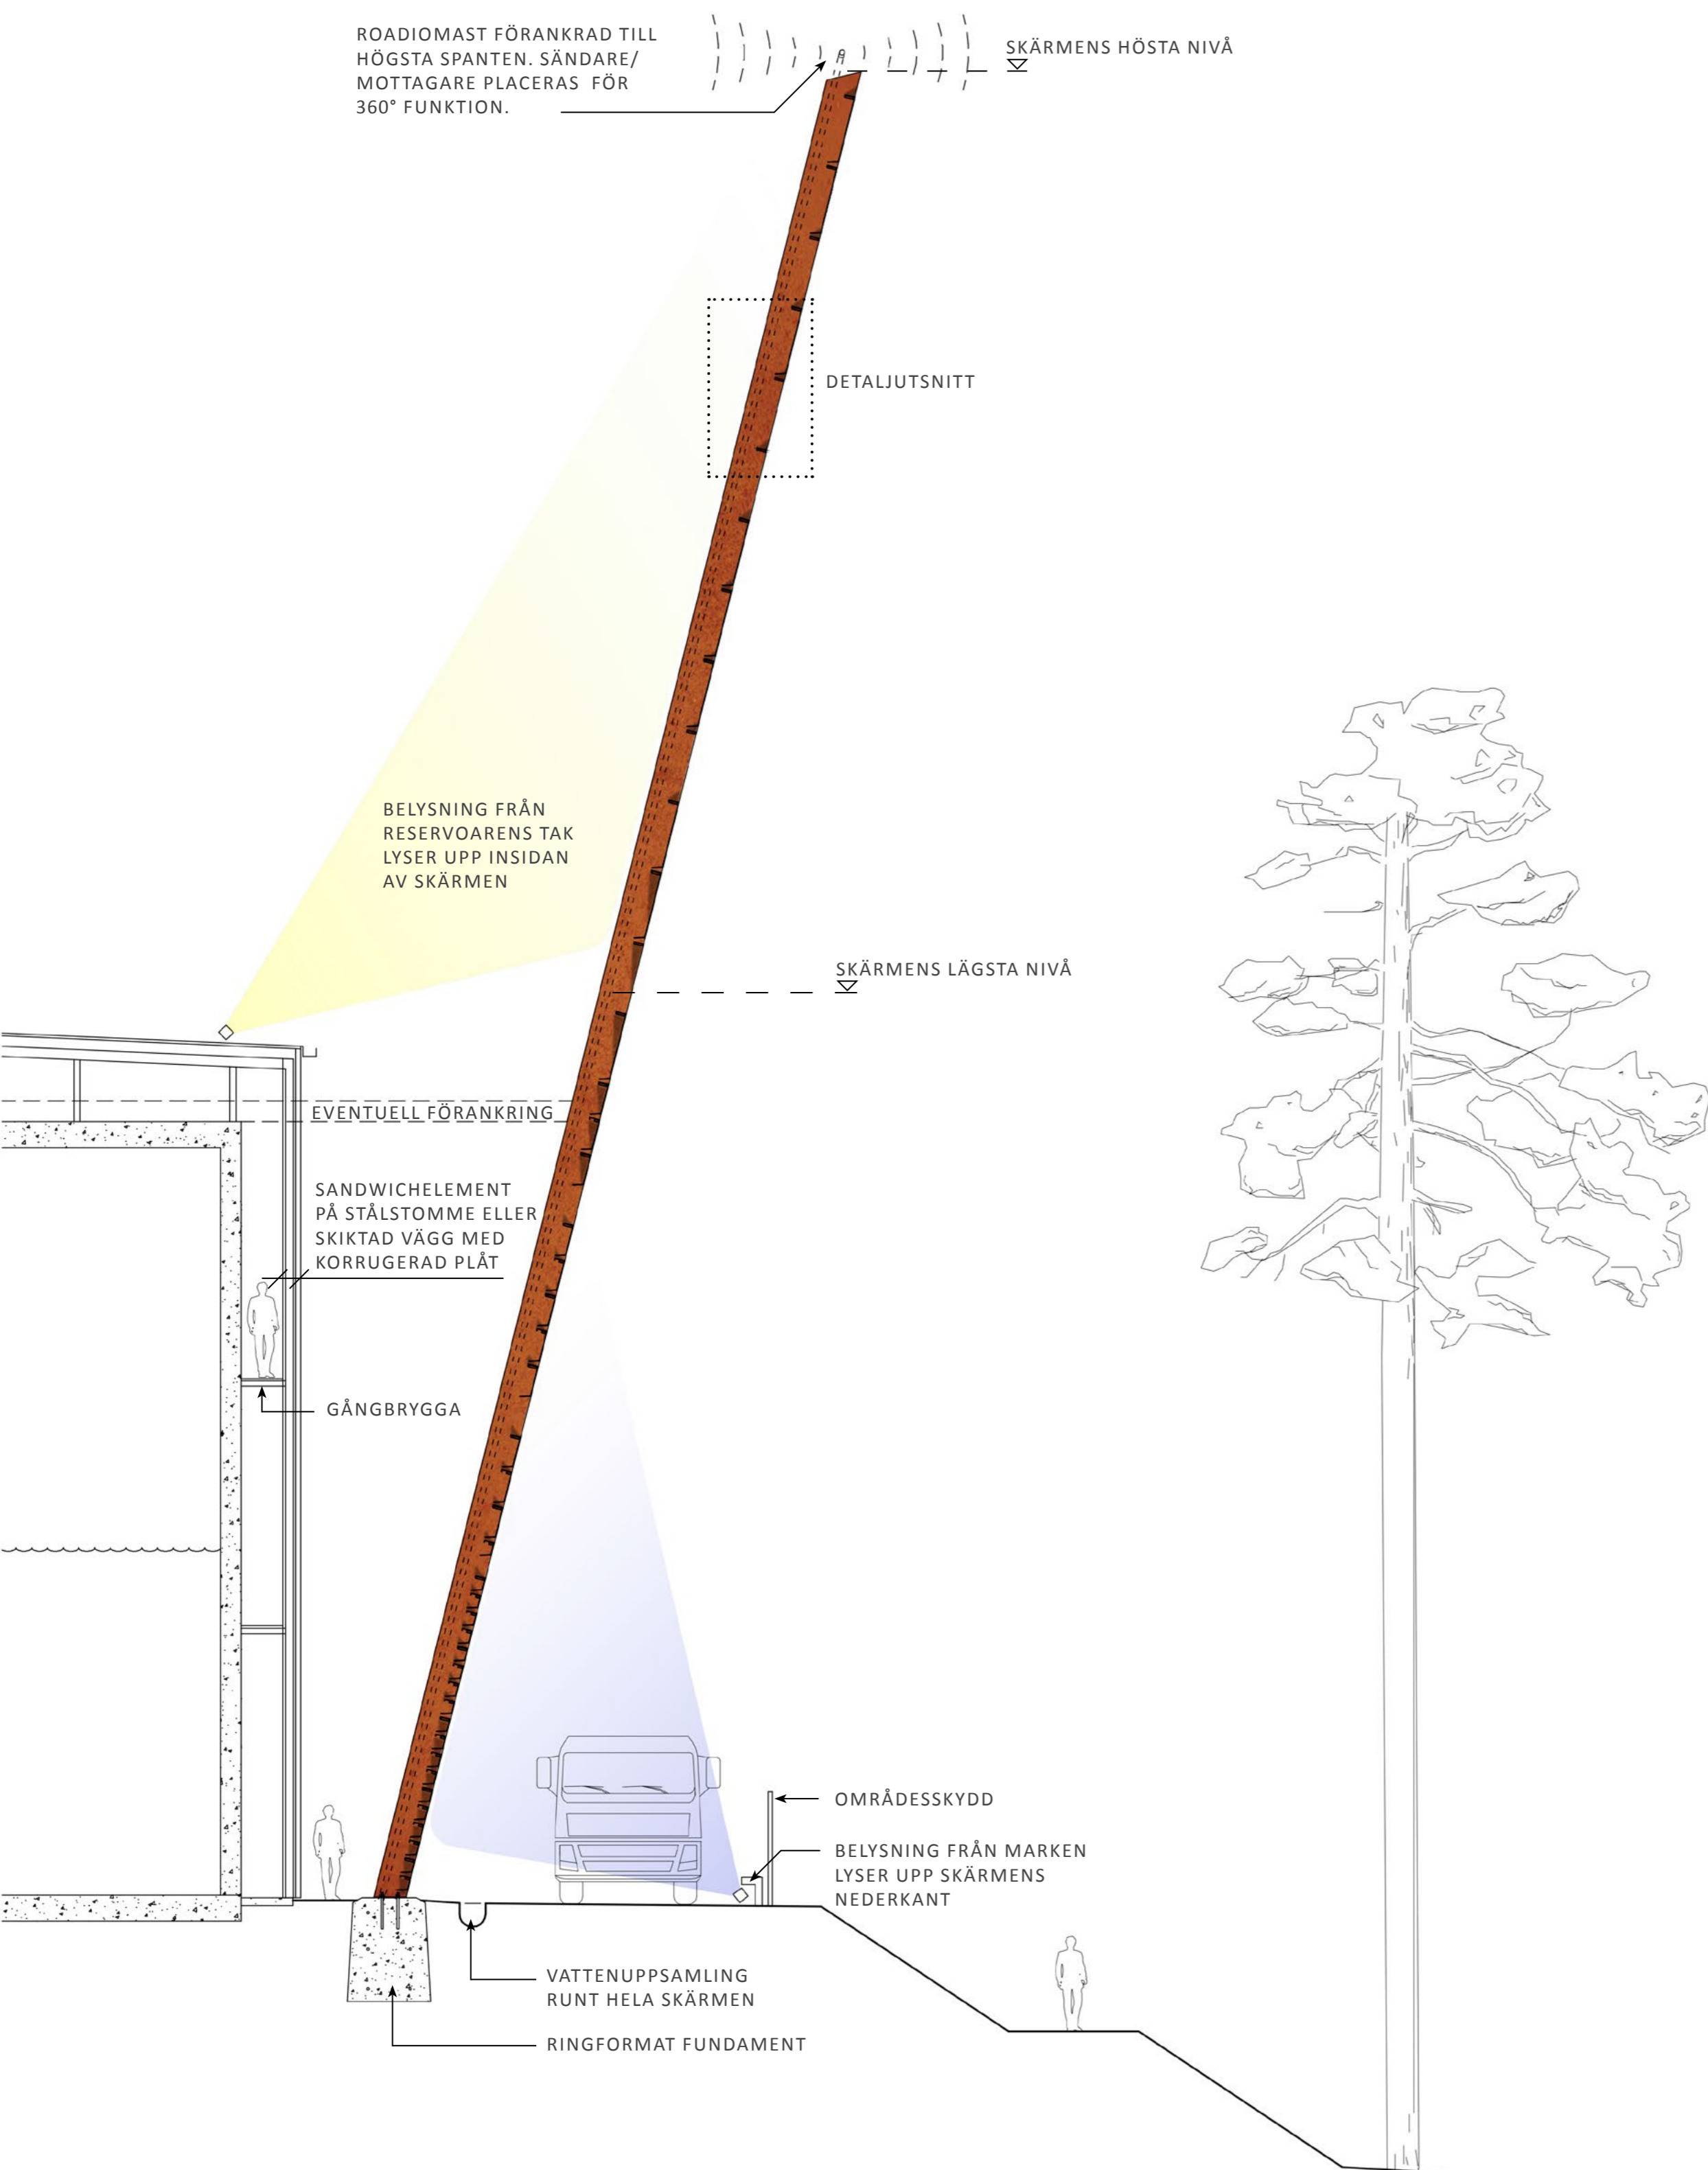 ROADIOMAST FÖRANKRAD TILL
HÖGSTA SPANTEN. SÄNDARE/
MOTTAGARE PLACERAS FÖR
360° FUNKTION.
SKÄRMENS HÖSTA NIVÅ
DETALJUTSNITT
BELYSNING FRÅN
RESERVOARENS TAK
LYSER UPP INSIDAN
AV SKÄRMEN
SKÄRMENS LÄGSTA NIVÅ
EVENTUELL FÖRANKRING
SANDWICHELEMENT
PÅ STÅLSTOMME ELLER
SKIKTAD VÄGG MED
KORRUGERAD PLÅT
GÅNGBRYGGA
OMRÅDESSKYDD
BELYSNING FRÅN MARKEN
LYSER UPP SKÄRMENS
NEDERKANT
VATTENUPPSAMLING
RUNT HELA SKÄRMEN
RINGFORMAT FUNDAMENT